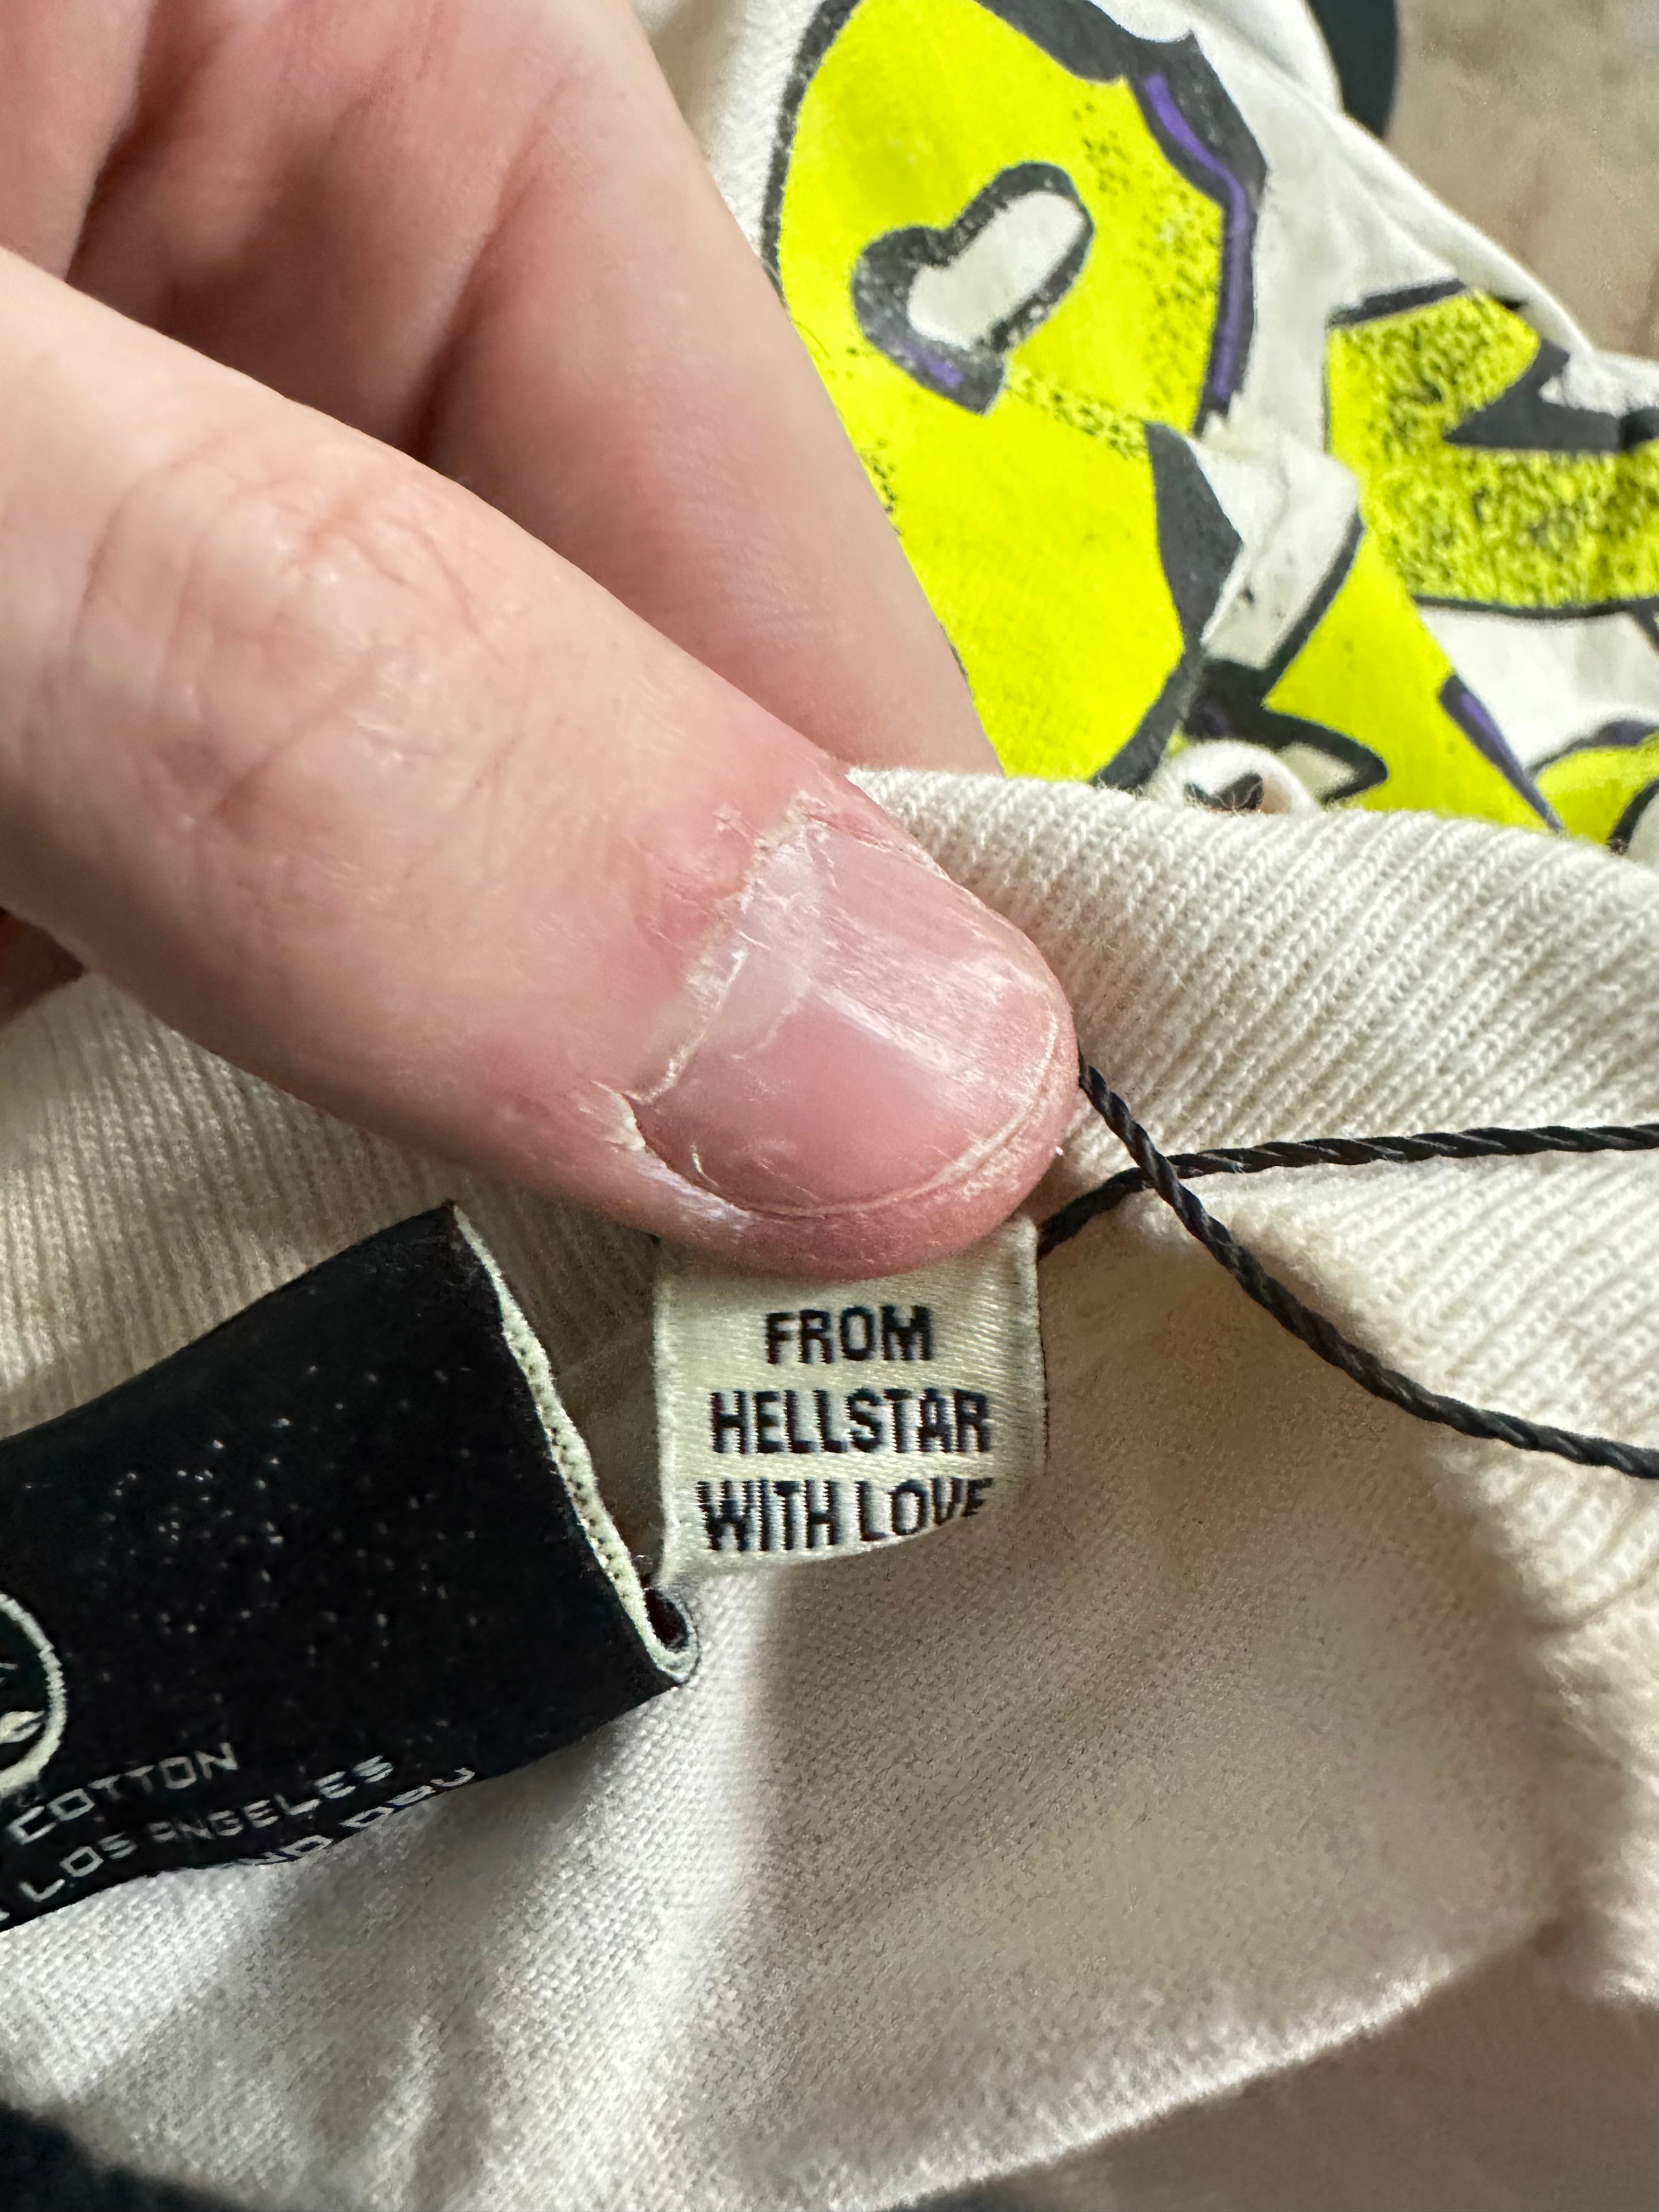 FROM
HELLSTAR
WITH LOVE
COTTON
LOS ANGELES